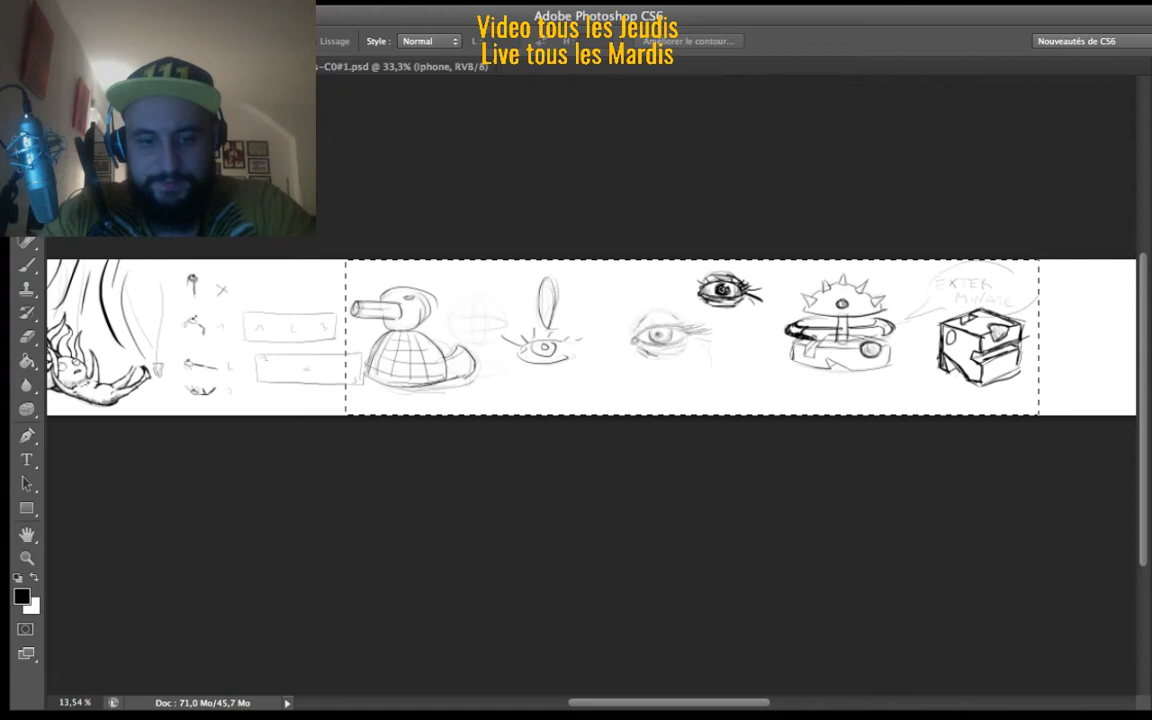 Adobe Photoshop CS6
Video tous les Jeudis
Live tous les Mardis
111
Lissage
Style :
Normal
Améliorer le contour...
Nouveautés de CS6
-C0#1.psd @ 33,3% (Iphone, RVB/8)
EXTER
MINATE
13,54 %
Doc : 71,0 Mo/45,7 Mo